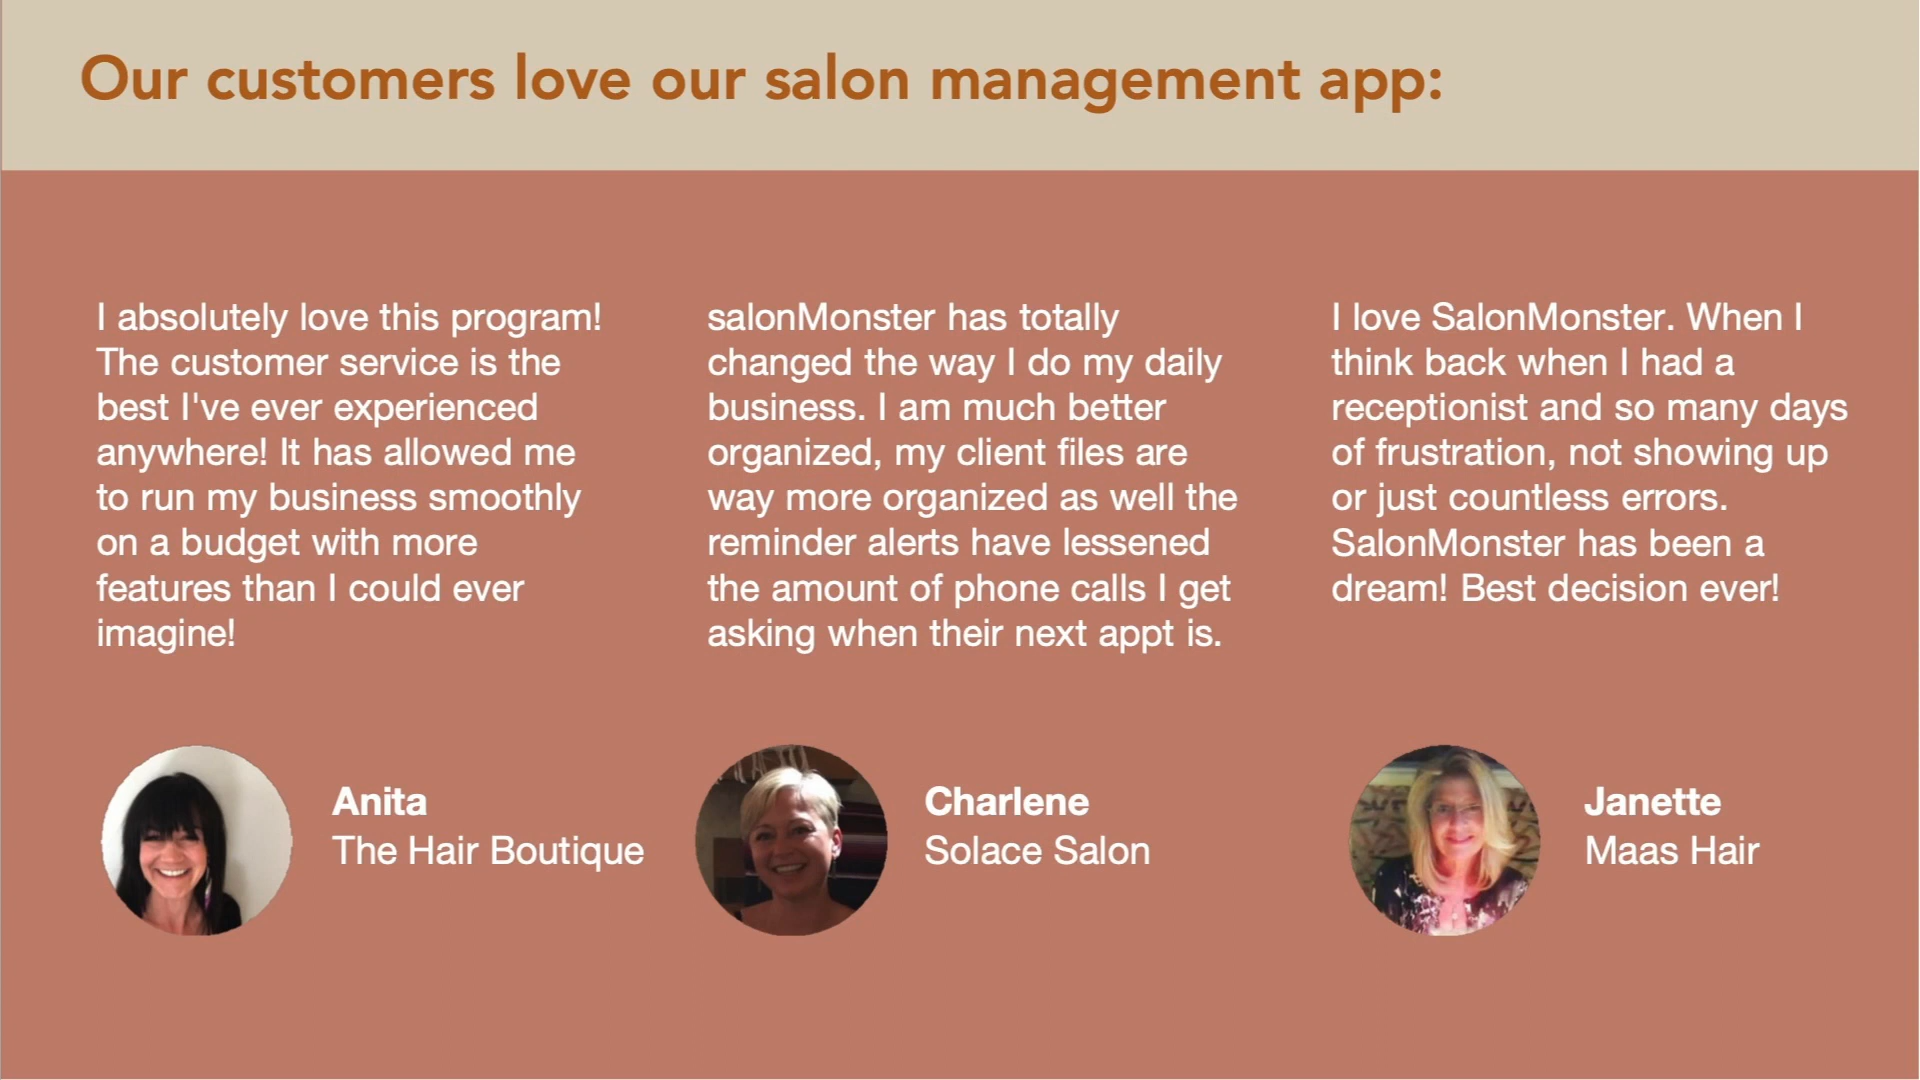 Our customers love our salon management app:
I absolutely love this program!
The customer service is the
best I've ever experienced
anywhere! It has allowed me
to run my business smoothly
on a budget with more
features than I could ever
imagine!
Anita
The Hair Boutique
salonMonster has totally
changed the way I do my daily
business. I am much better
organized, my client files are
way more organized as well the
reminder alerts have lessened
the amount of phone calls I get
asking when their next appt is.
Charlene
Solace Salon
I love SalonMonster. When I
think back when I had a
receptionist and so many days
of frustration, not showing up
or just countless errors.
SalonMonster has been a
dream! Best decision ever!
Janette
Maas Hair